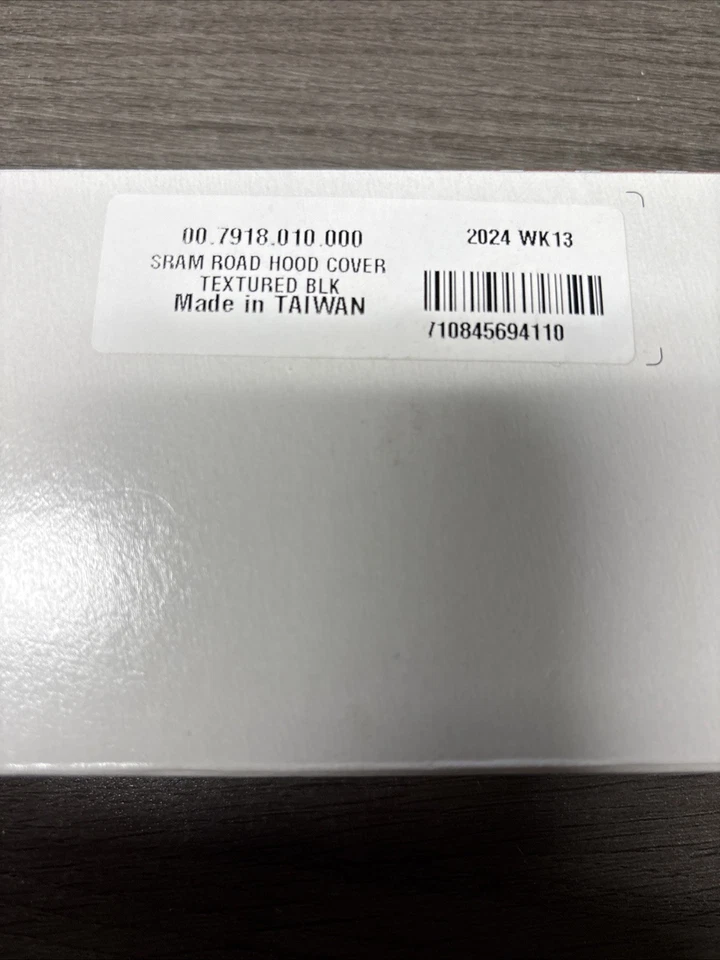 00.7918.010.000
SRAM ROAD HOOD COVER
TEXTURED BLK
Made in TAIWAN
2024 WK13
710845694110